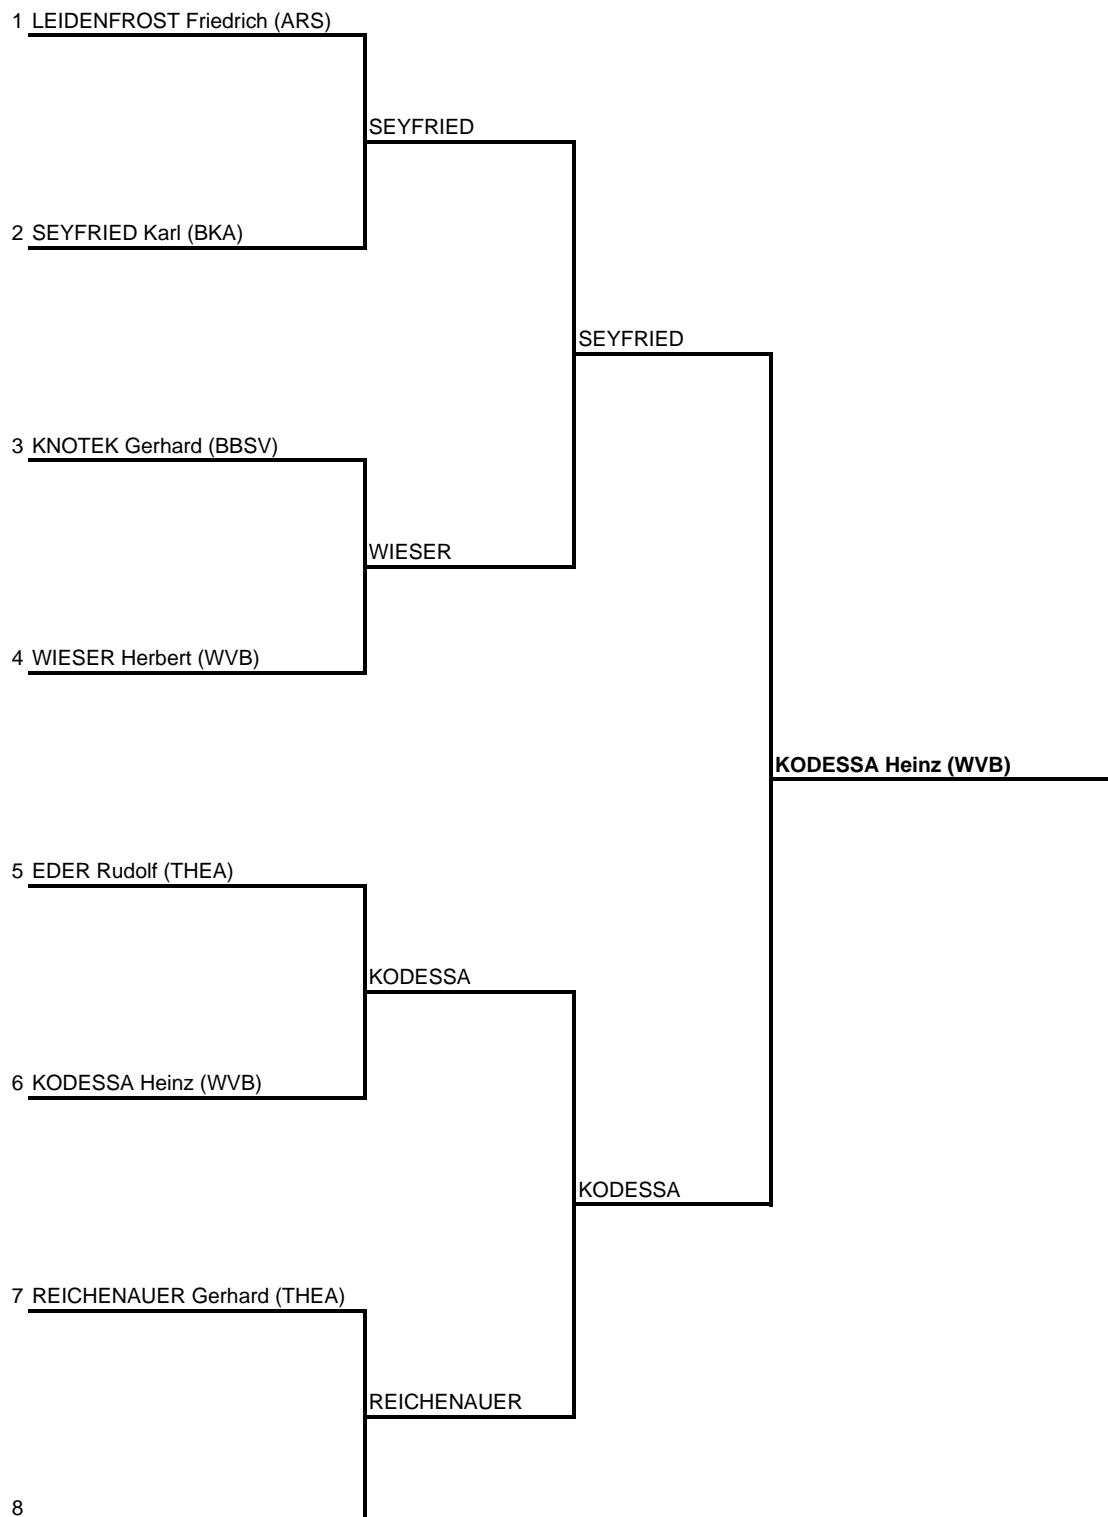 1 LEIDENFROST Friedrich (ARS)
SEYFRIED
2 SEYFRIED Karl (BKA)
SEYFRIED
3 KNOTEK Gerhard (BBSV)
WIESER
4 WIESER Herbert (WVB)
KODESSA Heinz (WVB)
5 EDER Rudolf (THEA)
KODESSA
6 KODESSA Heinz (WVB)
KODESSA
7 REICHENAUER Gerhard (THEA)
REICHENAUER
8